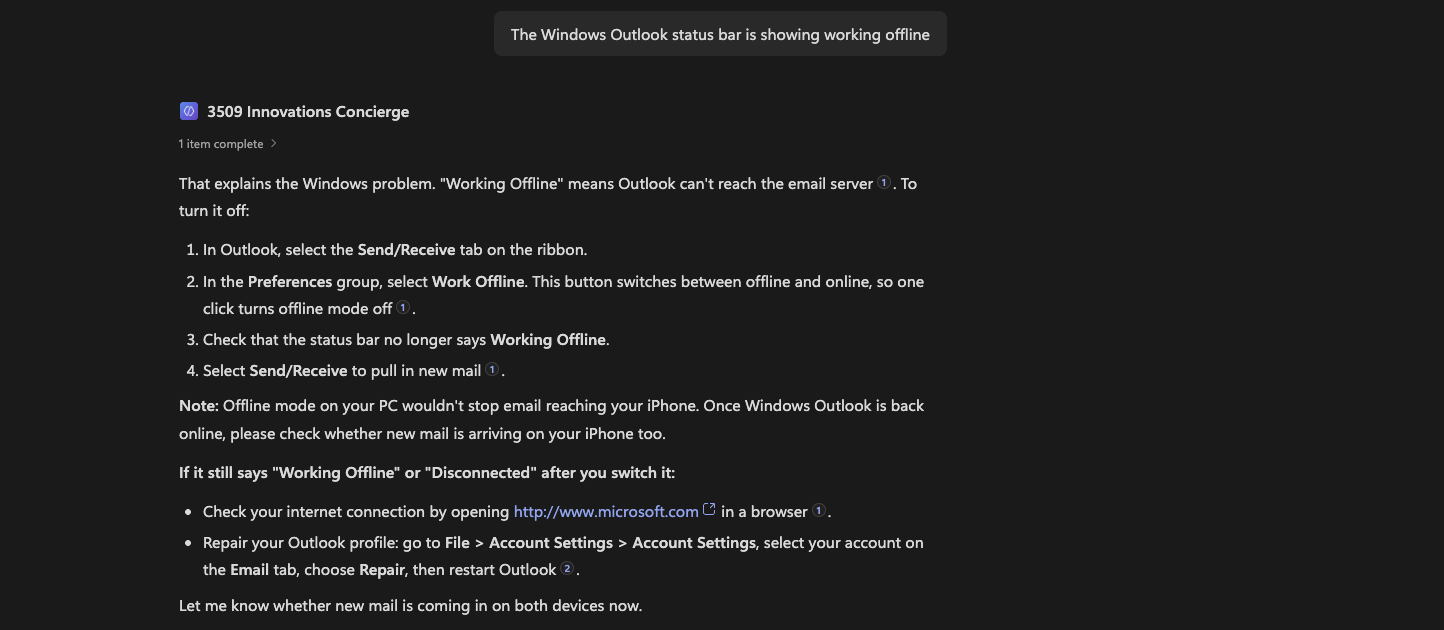 The Windows Outlook status bar is showing working offline
3509 Innovations Concierge
1 item complete
That explains the Windows problem. "Working Offline" means Outlook can't reach the email server 1. To
turn it off:
1. In Outlook, select the Send/Receive tab on the ribbon.
2. In the Preferences group, select Work Offline. This button switches between offline and online, so one
click turns offline mode off 1.
3. Check that the status bar no longer says Working Offline.
4. Select Send/Receive to pull in new mail 1.
Note: Offline mode on your PC wouldn't stop email reaching your iPhone. Once Windows Outlook is back
online, please check whether new mail is arriving on your iPhone too.
If it still says "Working Offline" or "Disconnected" after you switch it:
• Check your internet connection by opening http://www.microsoft.com in a browser 1.
• Repair your Outlook profile: go to File > Account Settings > Account Settings, select your account on
the Email tab, choose Repair, then restart Outlook 2.
Let me know whether new mail is coming in on both devices now.